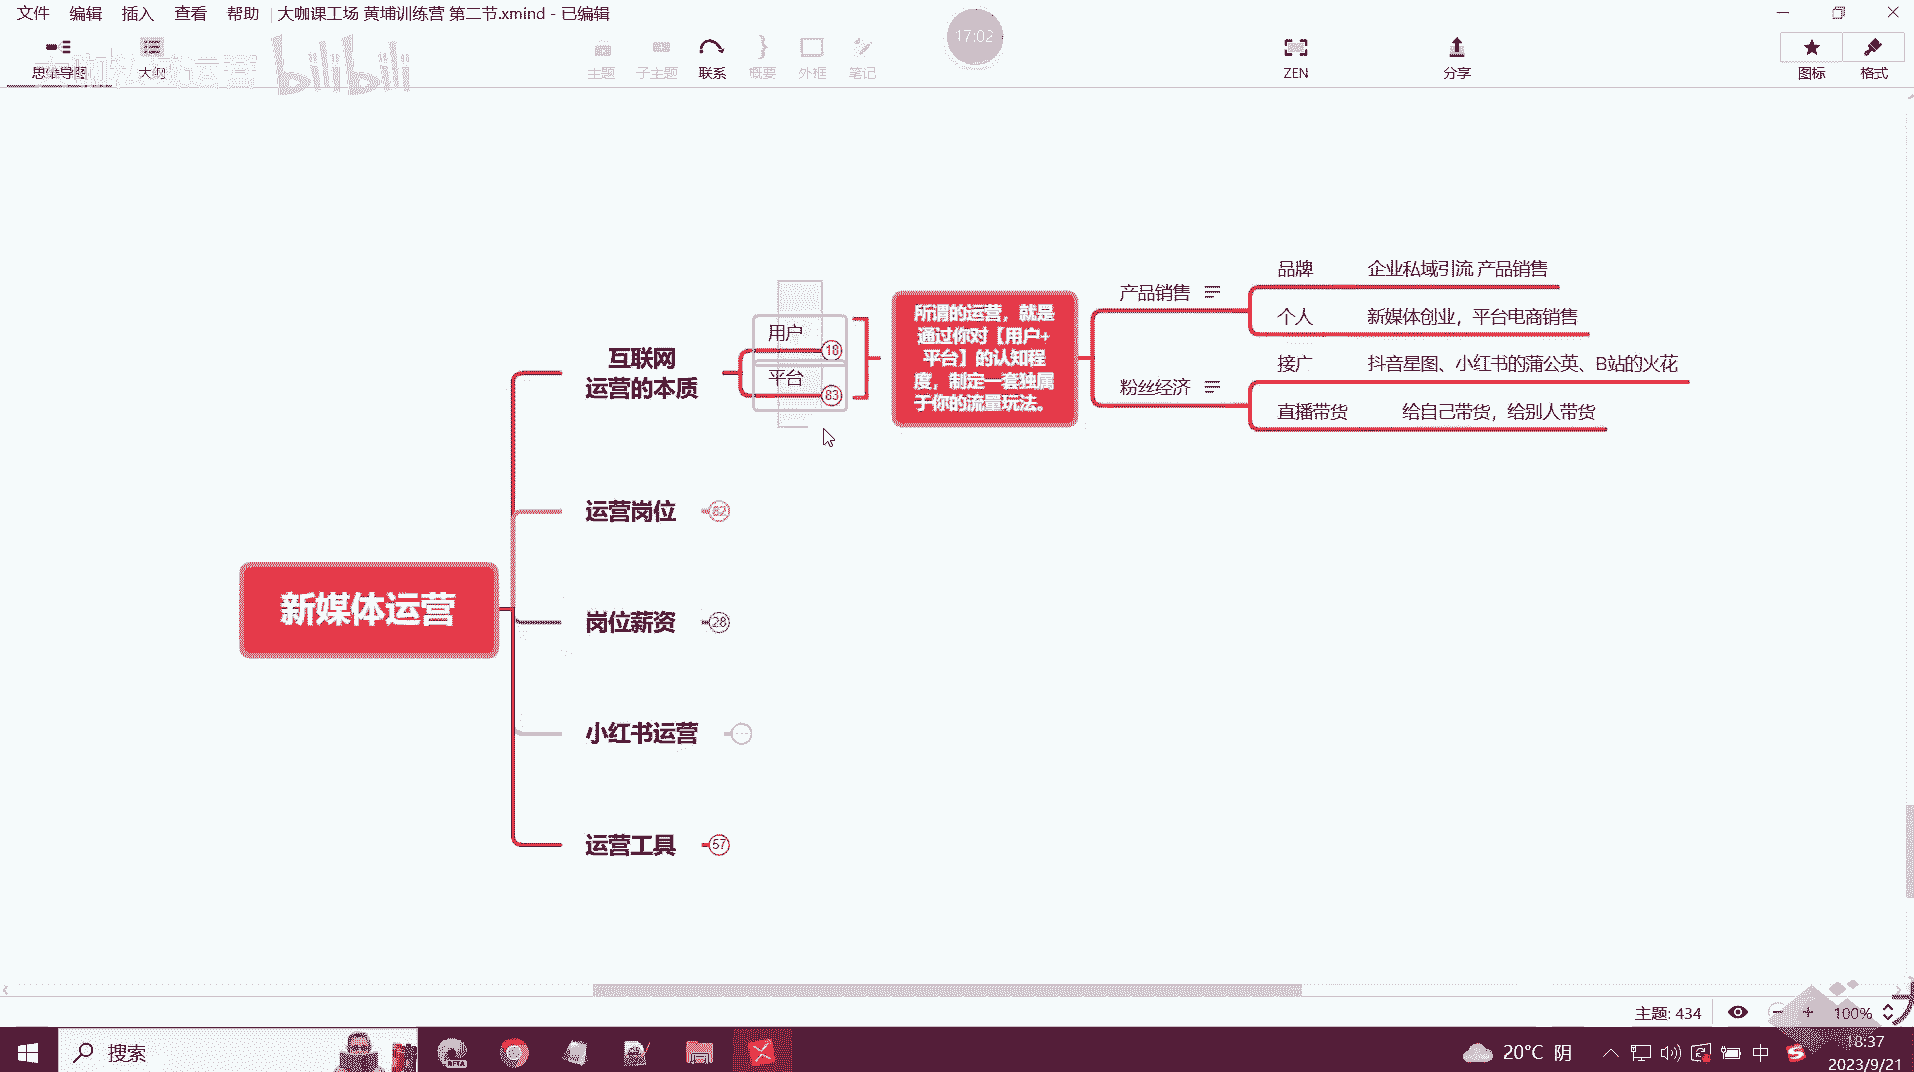 文件 编辑 插入 查看 帮助 大咖课工场 黄埔训练营 第二节.xmind - 已编辑
思维导图 大纲 bilibili 主题 子主题 联系 概要 外框 笔记 17:02 ZEN 分享 图标 格式
新媒体运营
互联网
运营的本质
用户 18
平台 83
所谓的运营，就是
通过你对【用户+
平台】的认知程
度，制定一套独属
于你的流量玩法。
产品销售
品牌 企业私域引流 产品销售
个人 新媒体创业，平台电商销售
粉丝经济
接广 抖音星图、小红书的蒲公英、B站的火花
直播带货 给自己带货，给别人带货
运营岗位 62
岗位薪资 28
小红书运营
运营工具 57
主题: 434 100%
搜索 20°C 阴 中 18:37
2023/9/21